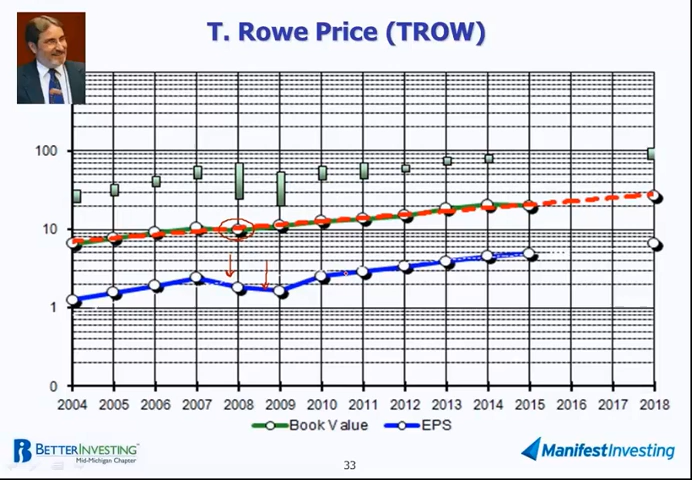 T. Rowe Price (TROW)
100
10
1
0
2004 2005 2006 2007 2008 2009 2010 2011 2012 2013 2014 2015 2016 2017 2018
Book Value EPS
BETTERINVESTING
Mid-Michigan Chapter
33
ManifestInvesting